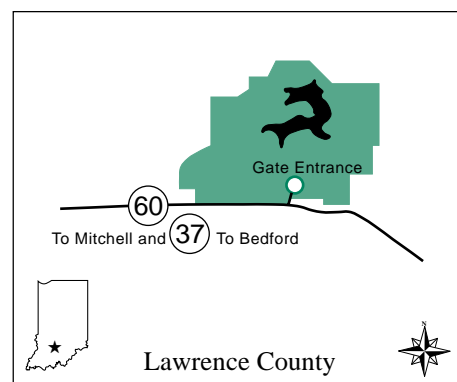 Gate Entrance
60
To Mitchell and 37 To Bedford
Lawrence County
N